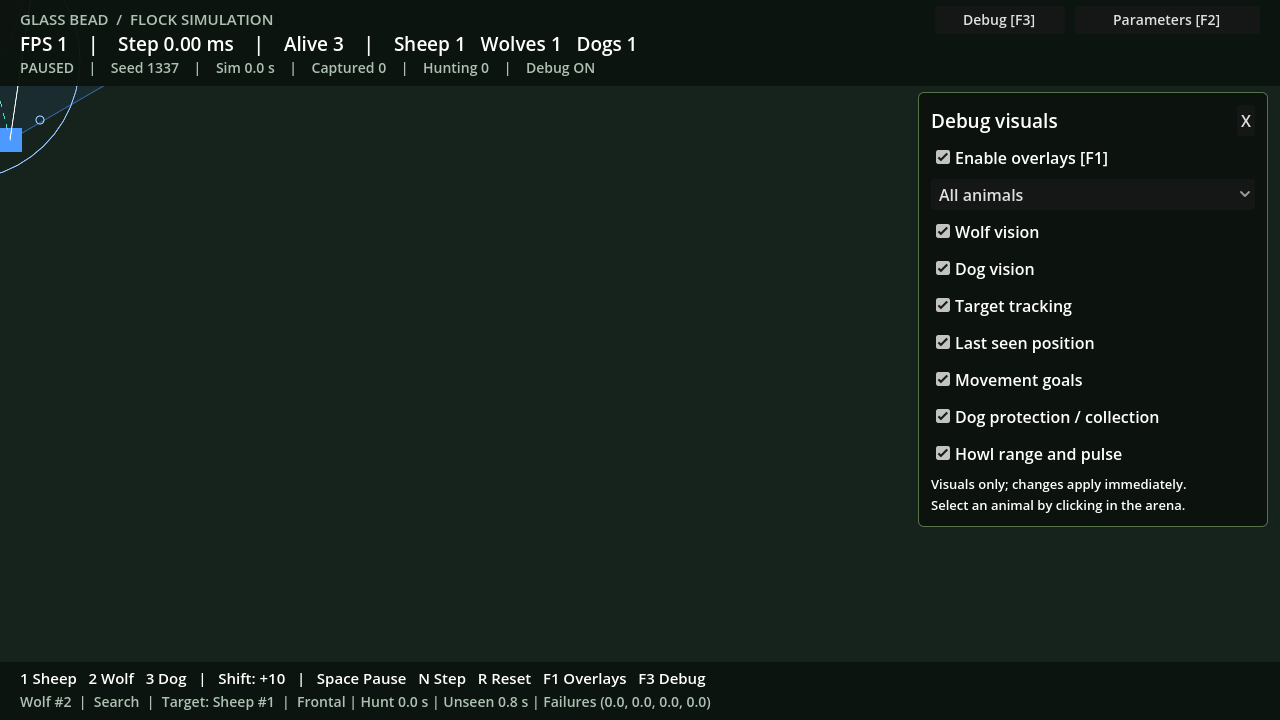 GLASS BEAD / FLOCK SIMULATION
Debug [F3]
Parameters [F2]
FPS 1 | Step 0.00 ms | Alive 3 | Sheep 1 Wolves 1 Dogs 1
PAUSED | Seed 1337 | Sim 0.0 s | Captured 0 | Hunting 0 | Debug ON
Debug visuals
X
Enable overlays [F1]
All animals
Wolf vision
Dog vision
Target tracking
Last seen position
Movement goals
Dog protection / collection
Howl range and pulse
Visuals only; changes apply immediately.
Select an animal by clicking in the arena.
1 Sheep 2 Wolf 3 Dog | Shift: +10 | Space Pause N Step R Reset F1 Overlays F3 Debug
Wolf #2 | Search | Target: Sheep #1 | Frontal | Hunt 0.0 s | Unseen 0.8 s | Failures (0.0, 0.0, 0.0, 0.0)